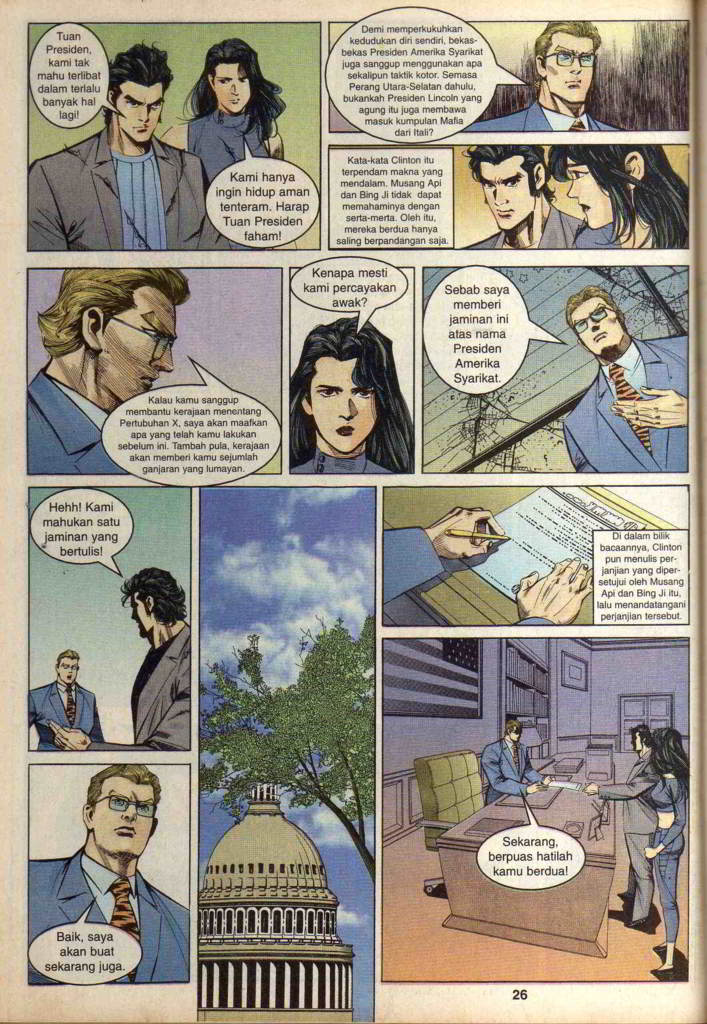 Tuan
Presiden,
kami tak
mahu terlibat
dalam terlalu
banyak hal
lagi!
Kami hanya
ingin hidup aman
tenteram. Harap
Tuan Presiden
faham!
Demi memperkukuhkan
kedudukan diri sendiri, bekas-
bekas Presiden Amerika Syarikat
juga sanggup menggunakan apa
sekalipun taktik kotor. Semasa
Perang Utara-Selatan dahulu,
bukankah Presiden Lincoln yang
agung itu juga membawa
masuk kumpulan Mafia
dari Itali?
Kata-kata Clinton itu
terpendam makna yang
mendalam. Musang Api
dan Bing Ji tidak dapat
memahaminya dengan
serta-merta. Oleh itu,
mereka berdua hanya
saling berpandangan saja.
Kalau kamu sanggup
membantu kerajaan menentang
Pertubuhan X, saya akan maafkan
apa yang telah kamu lakukan
sebelum ini. Tambah pula, kerajaan
akan memberi kamu sejumlah
ganjaran yang lumayan.
Kenapa mesti
kami percayakan
awak?
Sebab saya
memberi
jaminan ini
atas nama
Presiden
Amerika
Syarikat.
Hehh! Kami
mahukan satu
jaminan yang
bertulis!
Baik, saya
akan buat
sekarang juga.
Di dalam bilik
bacaannya, Clinton
pun menulis per-
janjian yang diper-
setujui oleh Musang
Api dan Bing Ji itu,
lalu menandatangani
perjanjian tersebut.
Sekarang,
berpuas hatilah
kamu berdua!
26